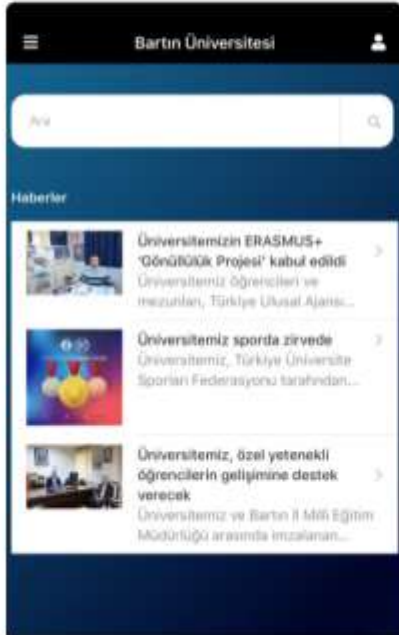 Bartın Üniversitesi
Ara
Haberler
Üniversitemizin ERASMUS+
'Gönüllülük Projesi' kabul edildi
Üniversitemiz öğrencileri ve
mezunları, Türkiye Ulusal Ajansı...
Üniversitemiz sporda zirvede
Üniversitemiz, Türkiye Üniversite
Sporları Federasyonu tarafından...
Üniversitemiz, özel yetenekli
öğrencilerin gelişimine destek
verecek
Üniversitemiz ve Bartın İl Milli Eğitim
Müdürlüğü arasında imzalanan...